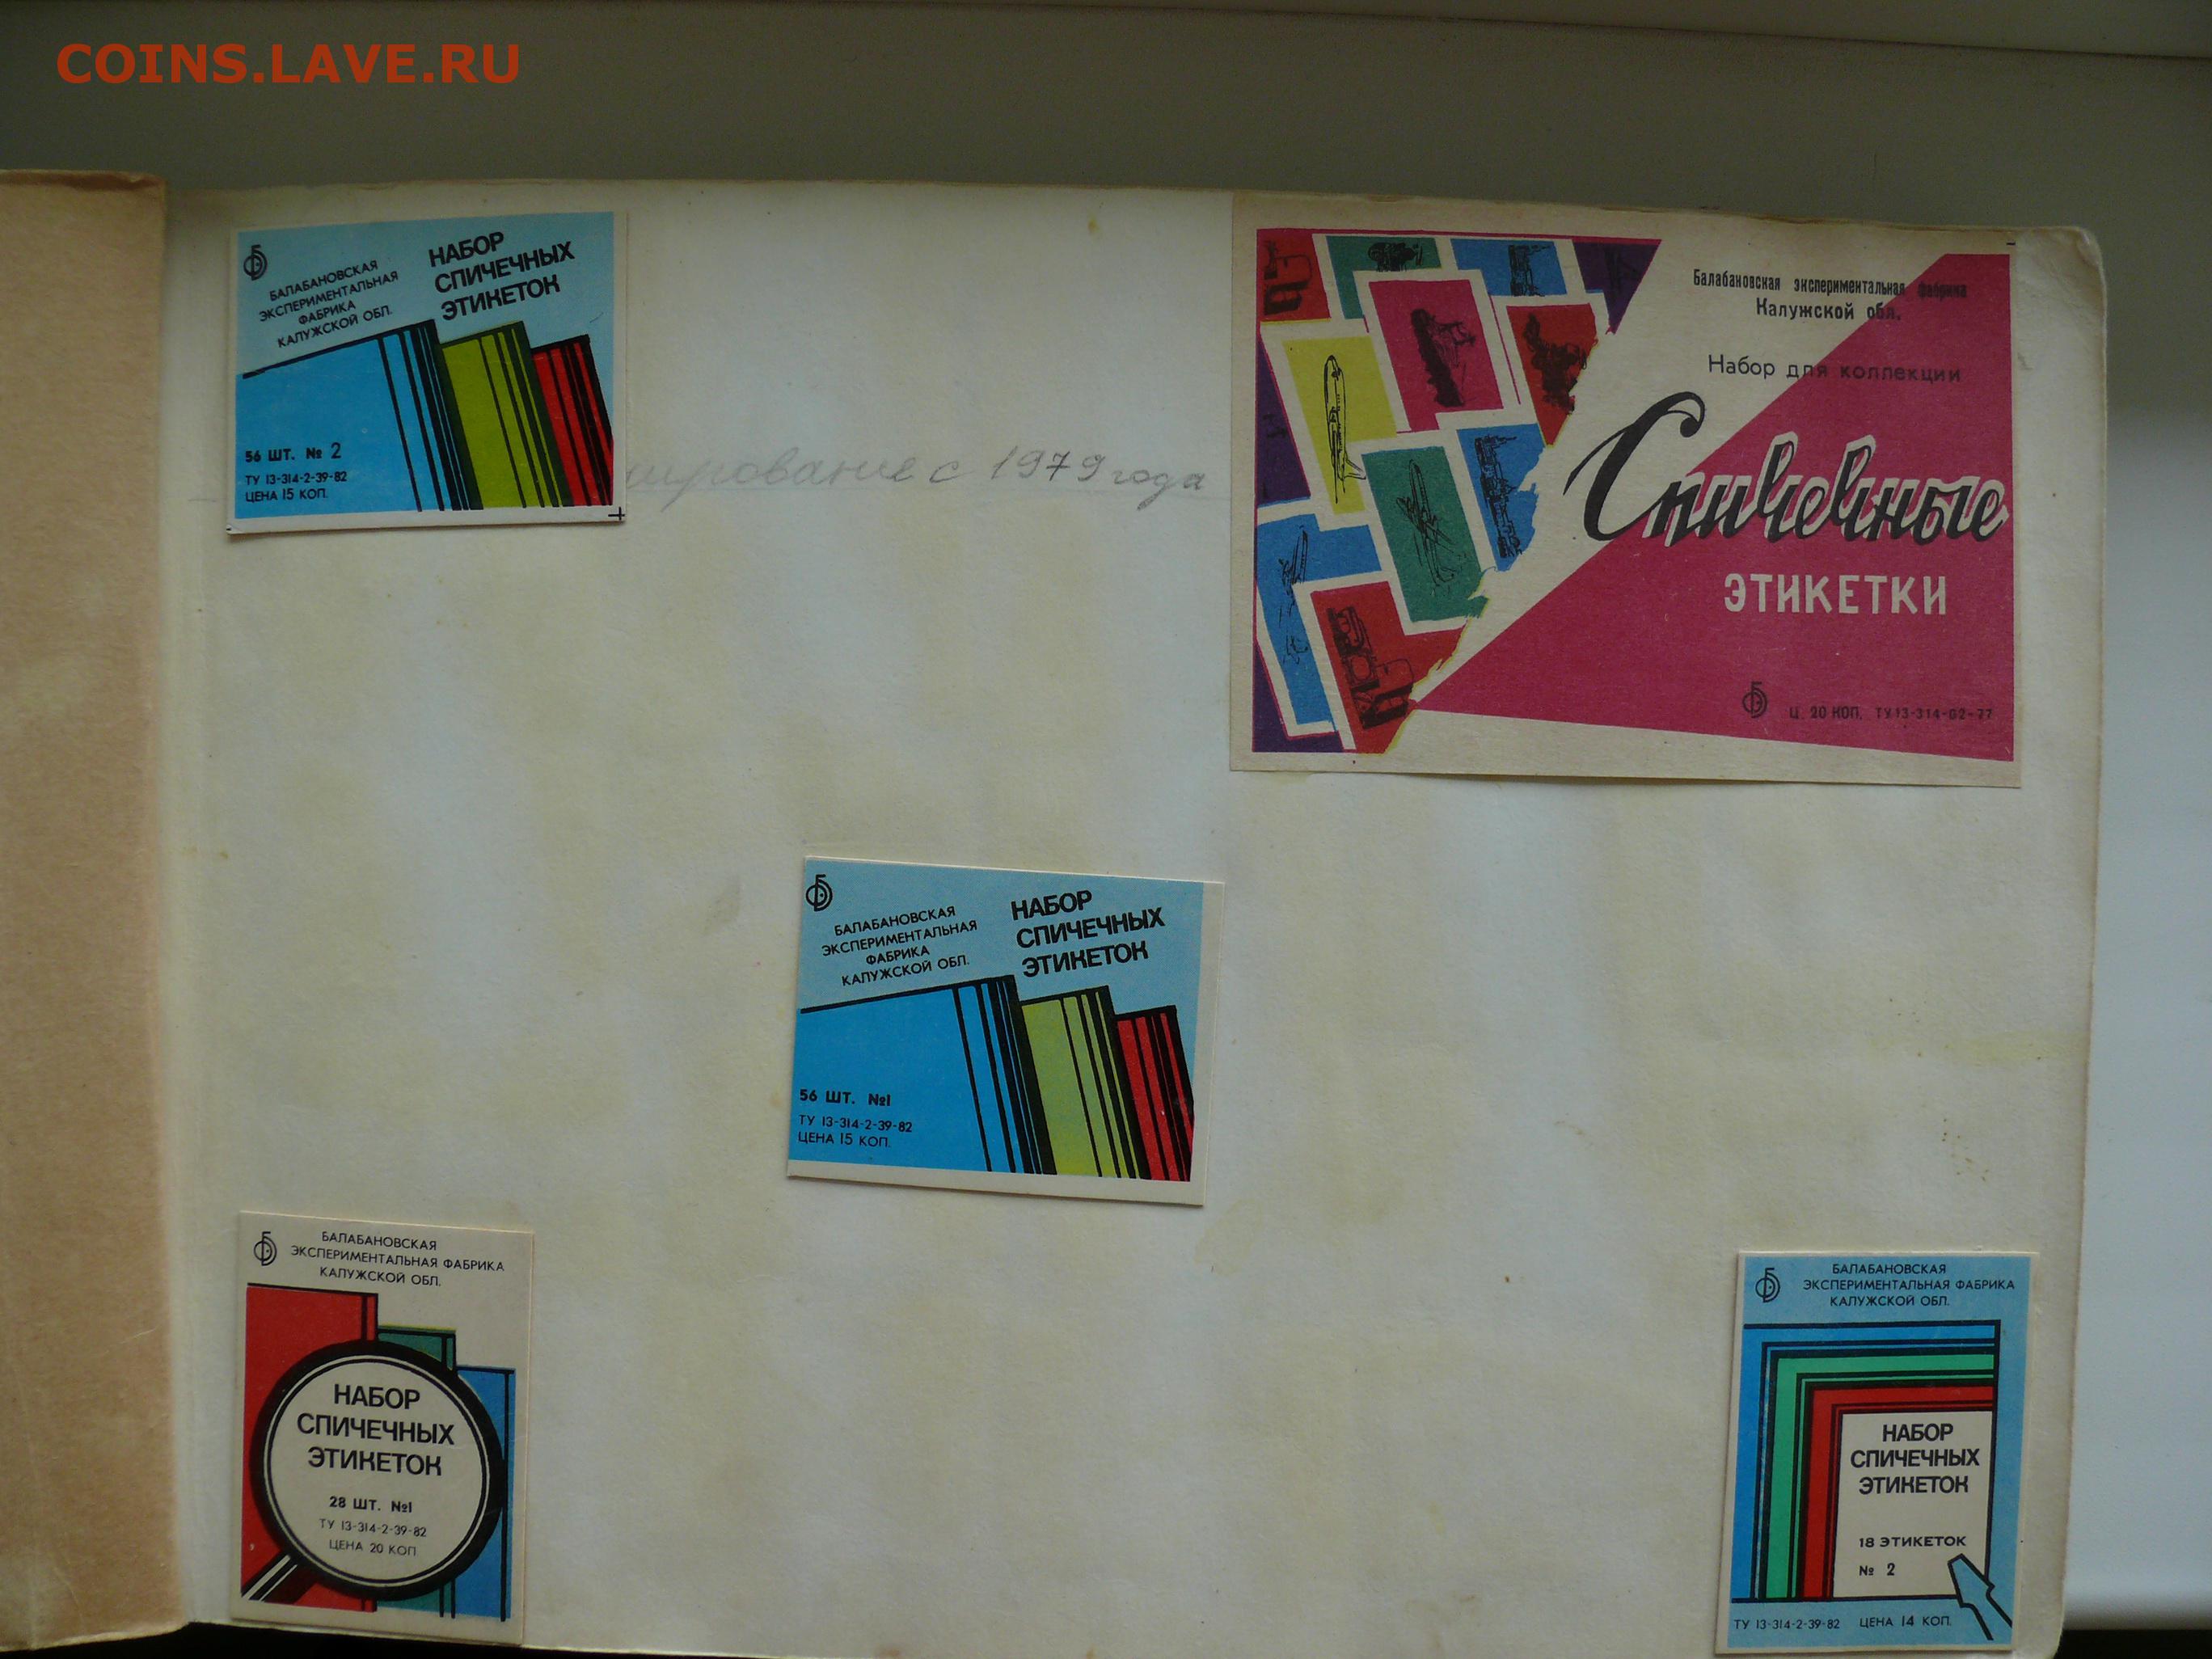 COINS.LAVE.RU
НАБОР
СПИЧЕЧНЫХ
ЭТИКЕТОК
БАЛАБАНОВСКАЯ
ЭКСПЕРИМЕНТАЛЬНАЯ
ФАБРИКА
КАЛУЖСКОЙ ОБЛ.
56 ШТ. № 2
ТУ 13-314-2-39-82
ЦЕНА 15 КОП.
с 1979 года
Балабановская экспериментальная фабрика
Калужской обл.
Набор для коллекции
Спичечные
ЭТИКЕТКИ
Ц. 20 КОП. ТУ 13-314-62-77
БАЛАБАНОВСКАЯ
ЭКСПЕРИМЕНТАЛЬНАЯ
ФАБРИКА
КАЛУЖСКОЙ ОБЛ.
НАБОР
СПИЧЕЧНЫХ
ЭТИКЕТОК
56 ШТ. №1
ТУ 13-314-2-39-82
ЦЕНА 15 КОП.
БАЛАБАНОВСКАЯ
ЭКСПЕРИМЕНТАЛЬНАЯ ФАБРИКА
КАЛУЖСКОЙ ОБЛ.
НАБОР
СПИЧЕЧНЫХ
ЭТИКЕТОК
28 ШТ. №1
ТУ 13-314-2-39-82
ЦЕНА 20 КОП
БАЛАБАНОВСКАЯ
ЭКСПЕРИМЕНТАЛЬНАЯ ФАБРИКА
КАЛУЖСКОЙ ОБЛ.
НАБОР
СПИЧЕЧНЫХ
ЭТИКЕТОК
18 ЭТИКЕТОК
№ 2
ТУ 13-314-2-39-82 ЦЕНА 14 КОП.